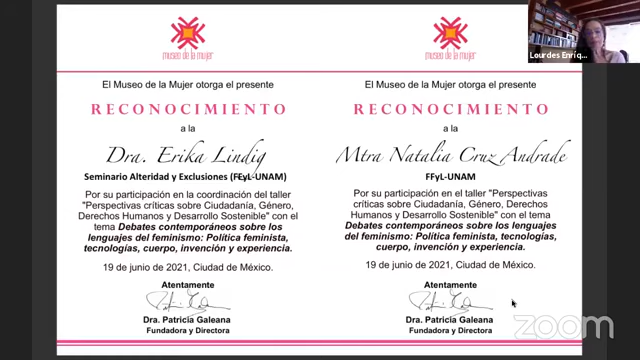 museo de la mujer
El Museo de la Mujer otorga el presente
RECONOCIMIENTO
a la
Dra. Erika Lindig
Seminario Alteridad y Exclusiones (FFyL-UNAM)
Por su participación en la coordinación del taller
"Perspectivas críticas sobre Ciudadanía, Género,
Derechos Humanos y Desarrollo Sostenible" con el
tema Debates contemporáneos sobre los
lenguajes del feminismo: Política feminista,
tecnologías, cuerpo, invención y experiencia.
19 de junio de 2021, Ciudad de México.
Atentamente
Dra. Patricia Galeana
Fundadora y Directora
museo de la mujer
El Museo de la Mujer otorga el presente
RECONOCIMIENTO
a la
Mtra Natalia Cruz Andrade
FFyL-UNAM
Por su participación en el taller "Perspectivas
críticas sobre Ciudadanía, Género, Derechos
Humanos y Desarrollo Sostenible" con el tema
Debates contemporáneos sobre los lenguajes
del feminismo: Política feminista, tecnologías,
cuerpo, invención y experiencia.
19 de junio de 2021, Ciudad de México.
Atentamente
Dra. Patricia Galeana
Fundadora y Directora
Lourdes Enríq...
zoom